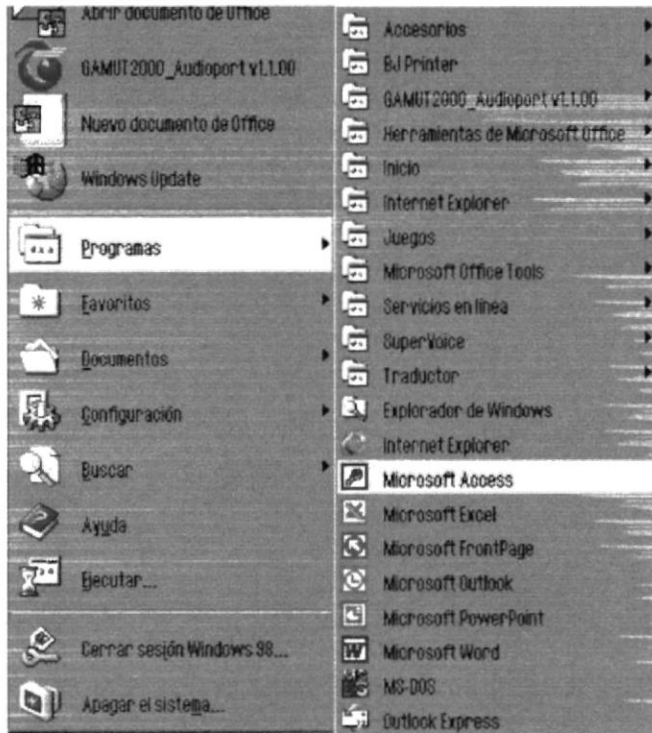 Abrir documento de Office
GAMUT2000_Audioport v1.1.00
Nuevo documento de Office
Windows Update
Programas
Favoritos
Documentos
Configuración
Buscar
Ayuda
Ejecutar...
Cerrar sesión Windows 98...
Apagar el sistema...
Accesorios
BJ Printer
GAMUT2000_Audioport v1.1.00
Herramientas de Microsoft Office
Inicio
Internet Explorer
Juegos
Microsoft Office Tools
Servicios en línea
SuperVoice
Traductor
Explorador de Windows
Internet Explorer
Microsoft Access
Microsoft Excel
Microsoft FrontPage
Microsoft Outlook
Microsoft PowerPoint
Microsoft Word
MS-DOS
Outlook Express